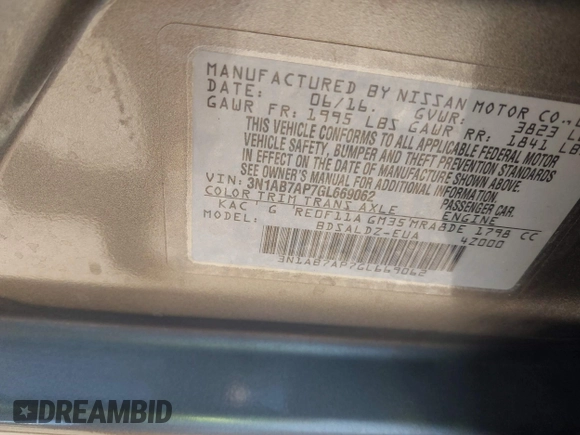 MANUFACTURED BY NISSAN MOTOR CO.,
DATE: 06/16. GVWR: 3823
GAWR FR: 1995 LBS GAWR RR: 1841
THIS VEHICLE CONFORMS TO ALL APPLICABLE FEDERAL MOTOR
VEHICLE SAFETY, BUMPER AND THEFT PREVENTION STANDARDS
IN EFFECT ON THE DATE OF MANUFACTURE SHOWN ABOVE.
SEE OWNER'S MANUAL FOR MORE INFORMATION.
VIN: 3N1AB7AP7GL669062 PASSENGER CAR.
COLOR TRIM TRANS AXLE ENGINE
KAC G RE0F11A GM35 MRA8DE 1798 CC
MODEL: BDSALDZ-EUA 42000
3N1AB7AP7GL669062
DREAMBID